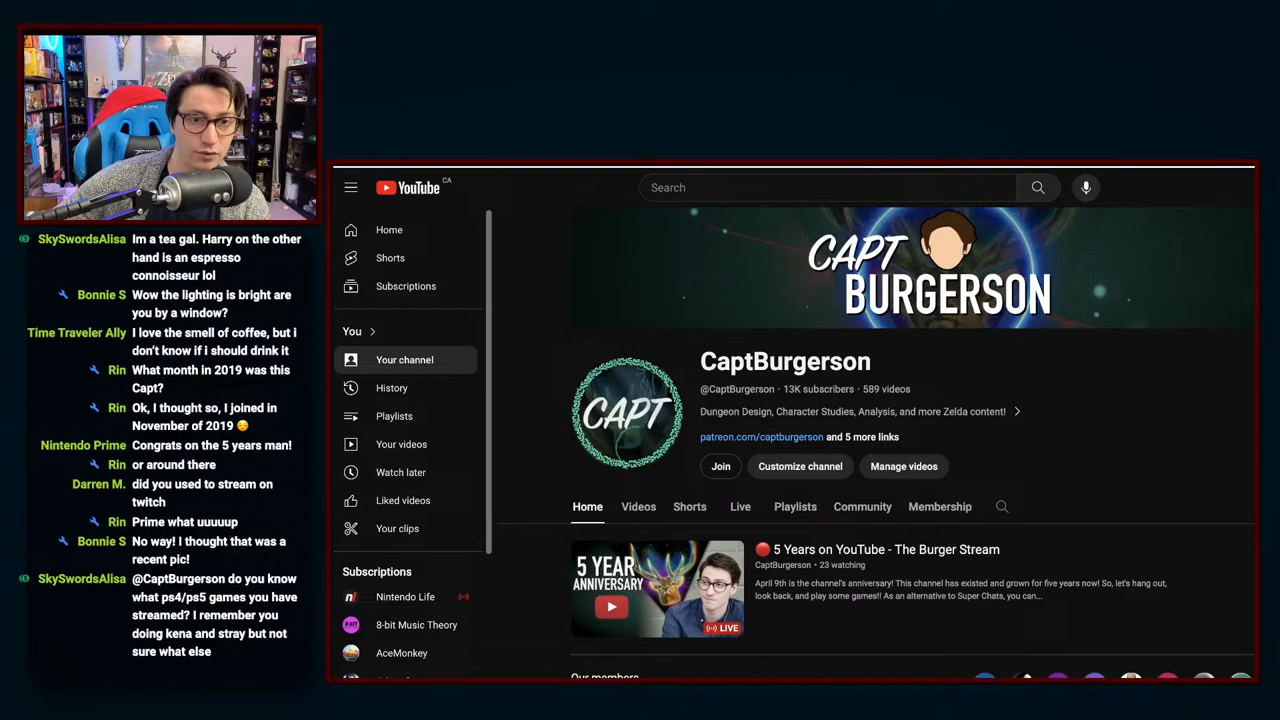 SkySwordsAlisa Im a tea gal. Harry on the other
hand is an espresso
connoisseur lol
Bonnie S Wow the lighting is bright are
you by a window?
Time Traveler Ally I love the smell of coffee, but i
don't know if i should drink it
Rin What month in 2019 was this
Capt?
Rin Ok, I thought so, I joined in
November of 2019 ☺️
Nintendo Prime Congrats on the 5 years man!
Rin or around there
Darren M. did you used to stream on
twitch
Rin Prime what uuuuup
Bonnie S No way! I thought that was a
recent pic!
SkySwordsAlisa @CaptBurgerson do you know
what ps4/ps5 games you have
streamed? I remember you
doing kena and stray but not
sure what else
YouTube CA
Search
Home
Shorts
Subscriptions
You
Your channel
History
Playlists
Your videos
Watch later
Liked videos
Your clips
Subscriptions
Nintendo Life
8-bit Music Theory
AceMonkey
CAPT
BURGERSON
CAPT
CaptBurgerson
@CaptBurgerson · 13K subscribers · 589 videos
Dungeon Design, Character Studies, Analysis, and more Zelda content!
patreon.com/captburgerson and 5 more links
Join Customize channel Manage videos
Home Videos Shorts Live Playlists Community Membership
5 YEAR
ANNIVERSARY
LIVE
🔴 5 Years on YouTube - The Burger Stream
CaptBurgerson · 23 watching
April 9th is the channel's anniversary! This channel has existed and grown for five years now! So, let's hang out,
look back, and play some games!! As an alternative to Super Chats, you can...
Our members